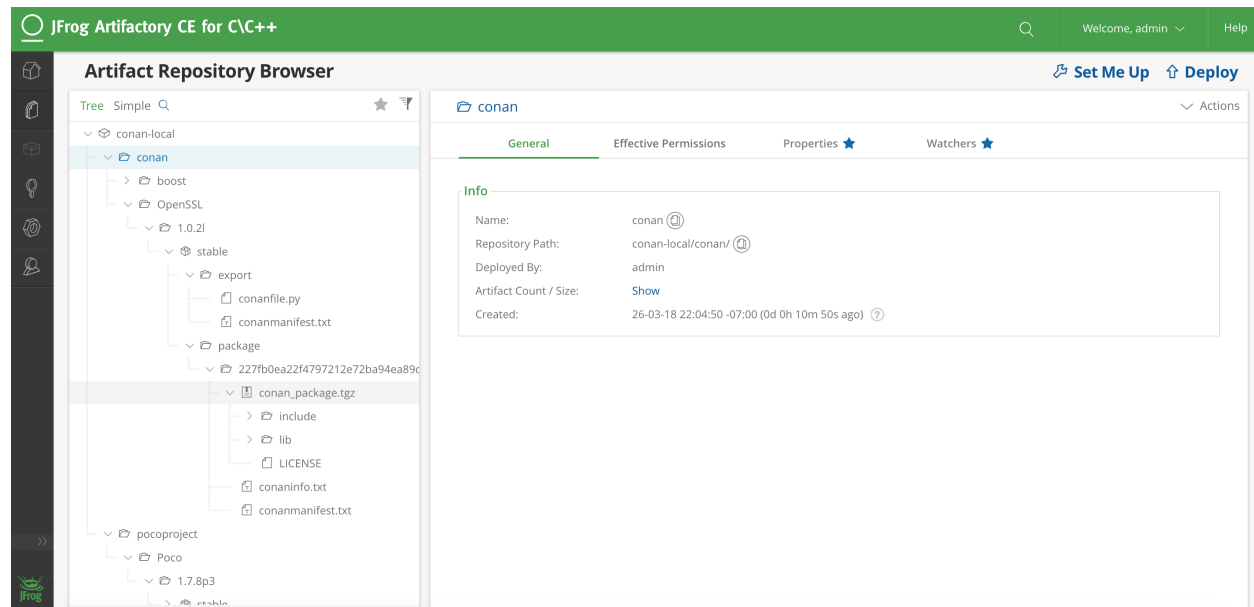 JFrog Artifactory CE for C\C++
Welcome, admin
Help
Artifact Repository Browser
Set Me Up
Deploy
Tree Simple
conan
Actions
conan-local
General
Effective Permissions
Properties
Watchers
conan
boost
OpenSSL
1.0.2l
stable
export
conanfile.py
conanmanifest.txt
package
227fb0ea22f4797212e72ba94ea89c
conan_package.tgz
include
lib
LICENSE
conaninfo.txt
conanmanifest.txt
pocoproject
Poco
1.7.8p3
stable
Info
Name: conan
Repository Path: conan-local/conan/
Deployed By: admin
Artifact Count / Size: Show
Created: 26-03-18 22:04:50 -07:00 (0d 0h 10m 50s ago)
JFrog